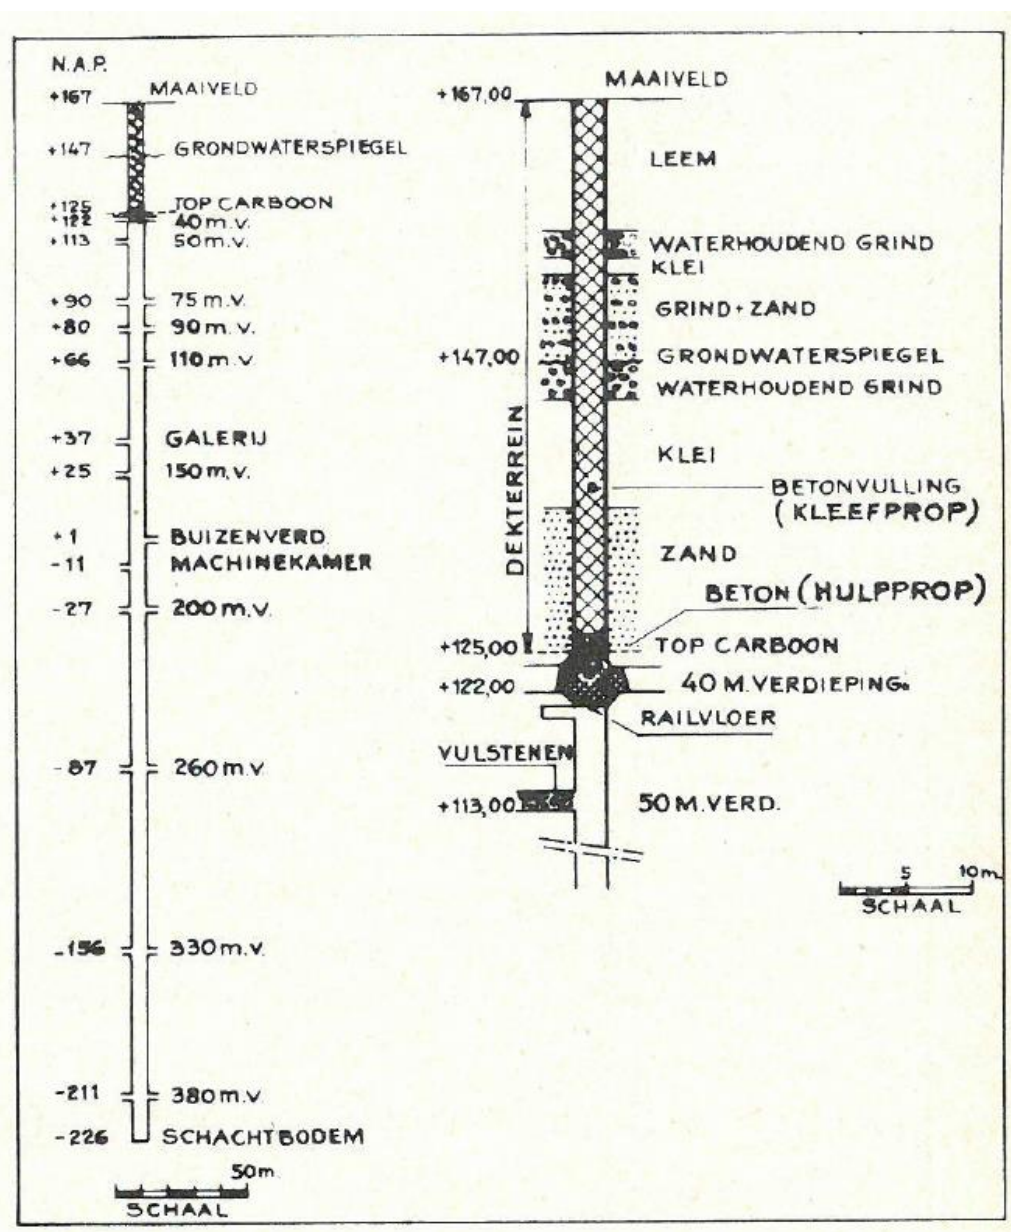 N.A.P.
+167 MAAIVELD
+147 GRONDWATERSPIEGEL
+125 TOP CARBOON
+122 40 m.v.
+113 50 m.v.
+90 75 m.v.
+80 90 m.v.
+66 110 m.v.
+37 GALERIJ
+25 150 m.v.
+1 BUIZENVERD.
-11 MACHINEKAMER
-27 200 m.v.
-87 260 m.v.
-156 330 m.v.
-211 380 m.v.
-226 SCHACHTBODEM
50 m.
SCHAAL
+167,00 MAAIVELD
LEEM
WATERHOUDEND GRIND
KLEI
GRIND + ZAND
+147,00 GRONDWATERSPIEGEL
WATERHOUDEND GRIND
DEKTERREIN
KLEI
BETONVULLING
(KLEEFPROP)
ZAND
BETON (HULPPROP)
+125,00 TOP CARBOON
+122,00 40 M. VERDIEPING.
RAILVLOER
VULSTENEN
+113,00 50 M. VERD.
5 10 m.
SCHAAL